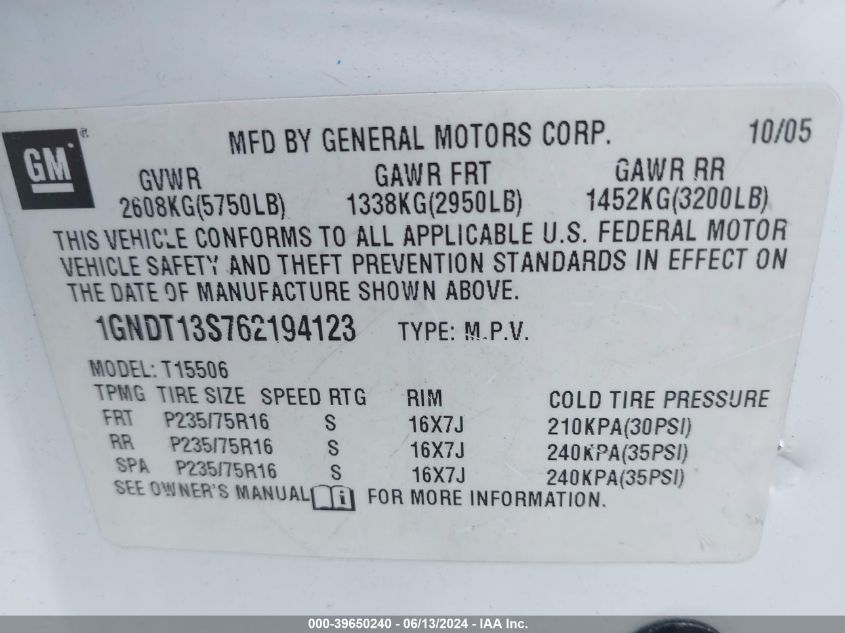 GM ®
MFD BY GENERAL MOTORS CORP. 10/05
GVWR GAWR FRT GAWR RR
2608KG(5750LB) 1338KG(2950LB) 1452KG(3200LB)
THIS VEHICLE CONFORMS TO ALL APPLICABLE U.S. FEDERAL MOTOR
VEHICLE SAFETY AND THEFT PREVENTION STANDARDS IN EFFECT ON
THE DATE OF MANUFACTURE SHOWN ABOVE.
1GNDT13S762194123 TYPE: M.P.V.
MODEL: T15506
TPMG TIRE SIZE SPEED RTG RIM COLD TIRE PRESSURE
FRT P235/75R16 S 16X7J 210KPA(30PSI)
RR P235/75R16 S 16X7J 240KPA(35PSI)
SPA P235/75R16 S 16X7J 240KPA(35PSI)
SEE OWNER'S MANUAL i FOR MORE INFORMATION.
000-39650240 - 06/13/2024 - IAA Inc.